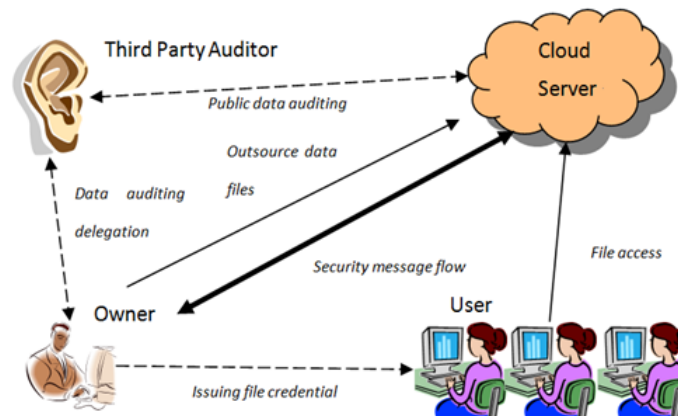 Third Party Auditor
Cloud
Server
Public data auditing
Outsource data
files
Data auditing
delegation
Security message flow
File access
Owner
User
Issuing file credential